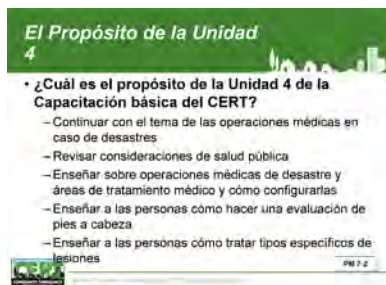 El Propósito de la Unidad
4
• ¿Cuál es el propósito de la Unidad 4 de la
Capacitación básica del CERT?
– Continuar con el tema de las operaciones médicas en
caso de desastres
– Revisar consideraciones de salud pública
– Enseñar sobre operaciones médicas de desastre y
áreas de tratamiento médico y cómo configurarlas
– Enseñar a las personas cómo hacer una evaluación de
pies a cabeza
– Enseñar a las personas cómo tratar tipos específicos de
lesiones
CERT
PM 7-2